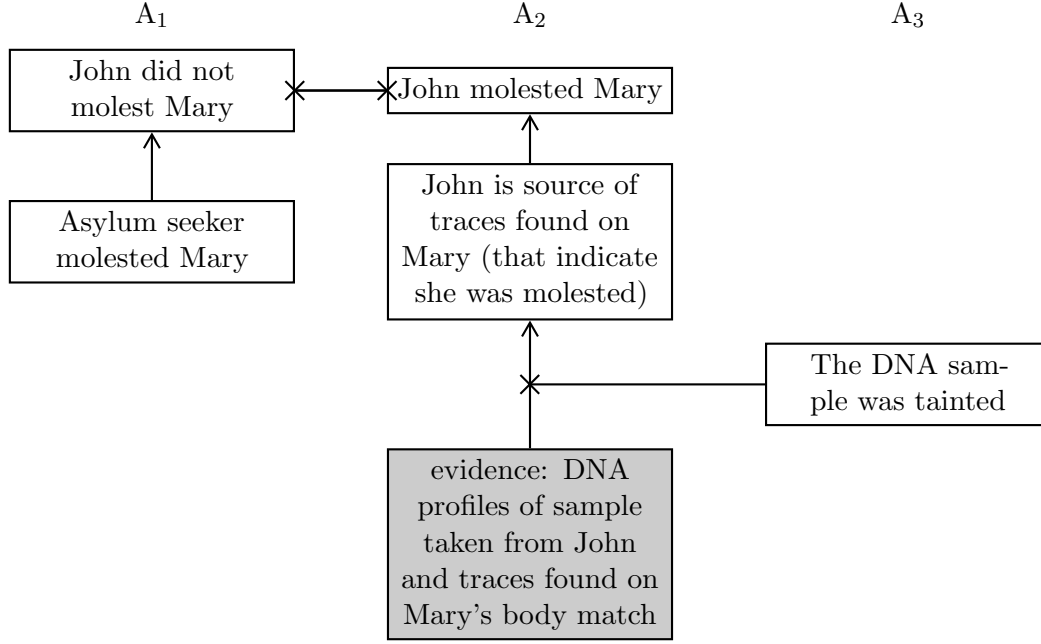 A1
A2
A3
John did not
molest Mary
John molested Mary
Asylum seeker
molested Mary
John is source of
traces found on
Mary (that indicate
she was molested)
The DNA sam-
ple was tainted
evidence: DNA
profiles of sample
taken from John
and traces found on
Mary's body match